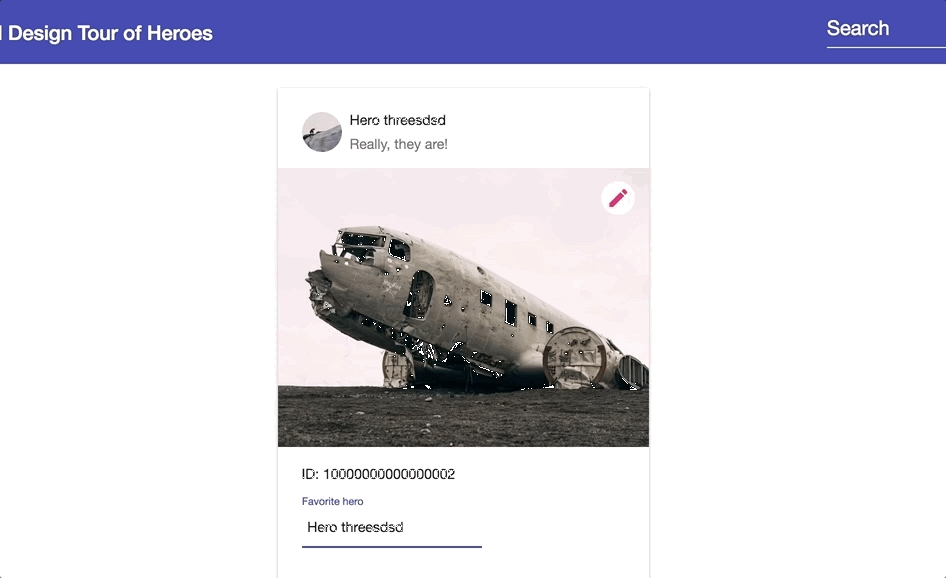 Design Tour of Heroes
Search
Hero threesdsd
Really, they are!
ID: 10000000000000002
Favorite hero
Hero threesdsd